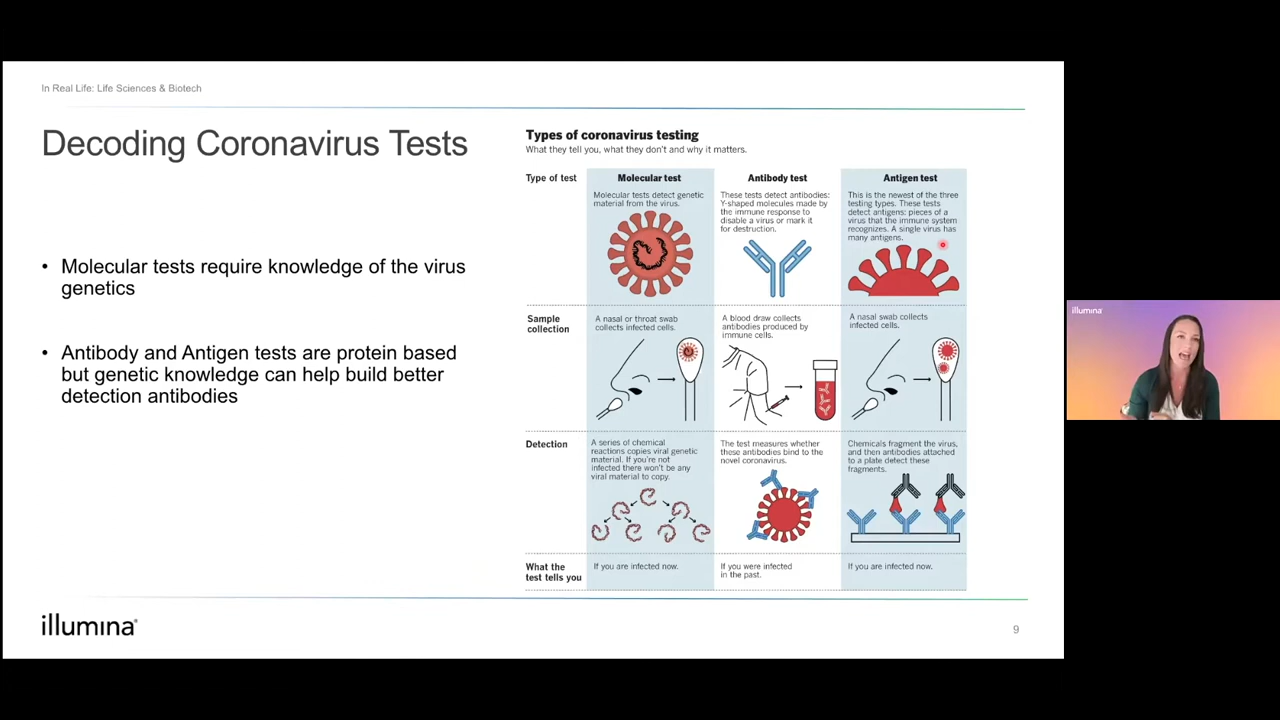 In Real Life: Life Sciences & Biotech
Decoding Coronavirus Tests
• Molecular tests require knowledge of the virus
genetics
• Antibody and Antigen tests are protein based
but genetic knowledge can help build better
detection antibodies
Types of coronavirus testing
What they tell you, what they don't and why it matters.
Type of test
Molecular test
Molecular tests detect genetic
material from the virus.
Antibody test
These tests detect antibodies:
Y-shaped molecules made by
the immune response to
disable a virus or mark it
for destruction.
Antigen test
This is the newest of the three
testing types. These tests
detect antigens: pieces of a
virus that the immune system
recognizes. A single virus has
many antigens.
Sample
collection
A nasal or throat swab
collects infected cells.
A blood draw collects
antibodies produced by
immune cells.
A nasal swab collects
infected cells.
Detection
A series of chemical
reactions copies viral genetic
material. If you're not
infected there won't be any
viral material to copy.
The test measures whether
these antibodies bind to the
novel coronavirus.
Chemicals fragment the virus,
and then antibodies attached
to a plate detect these
fragments.
What the
test tells you
If you are infected now.
If you were infected
in the past.
If you are infected now.
illumina®
9
illumina